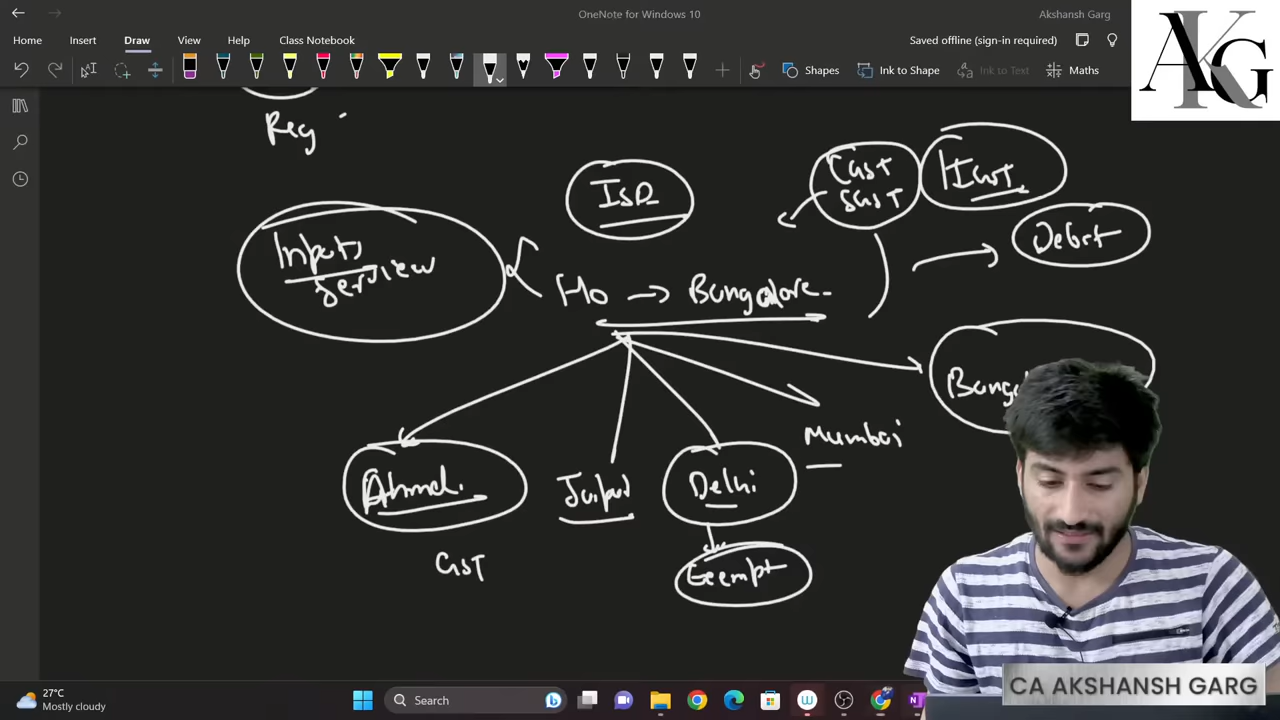 OneNote for Windows 10
Akshansh Garg
Home Insert Draw View Help Class Notebook
Saved offline (sign-in required)
Shapes
Ink to Shape
Ink to Text
Maths
AKG
Reg
ISD
CGST
SGST
IGST
Debit
Inputs
Service
HO → Bangalore
Mumbai
Ahmd.
Jaipur
Delhi
GST
Exempt
27°C
Mostly cloudy
Search
CA AKSHANSH GARG